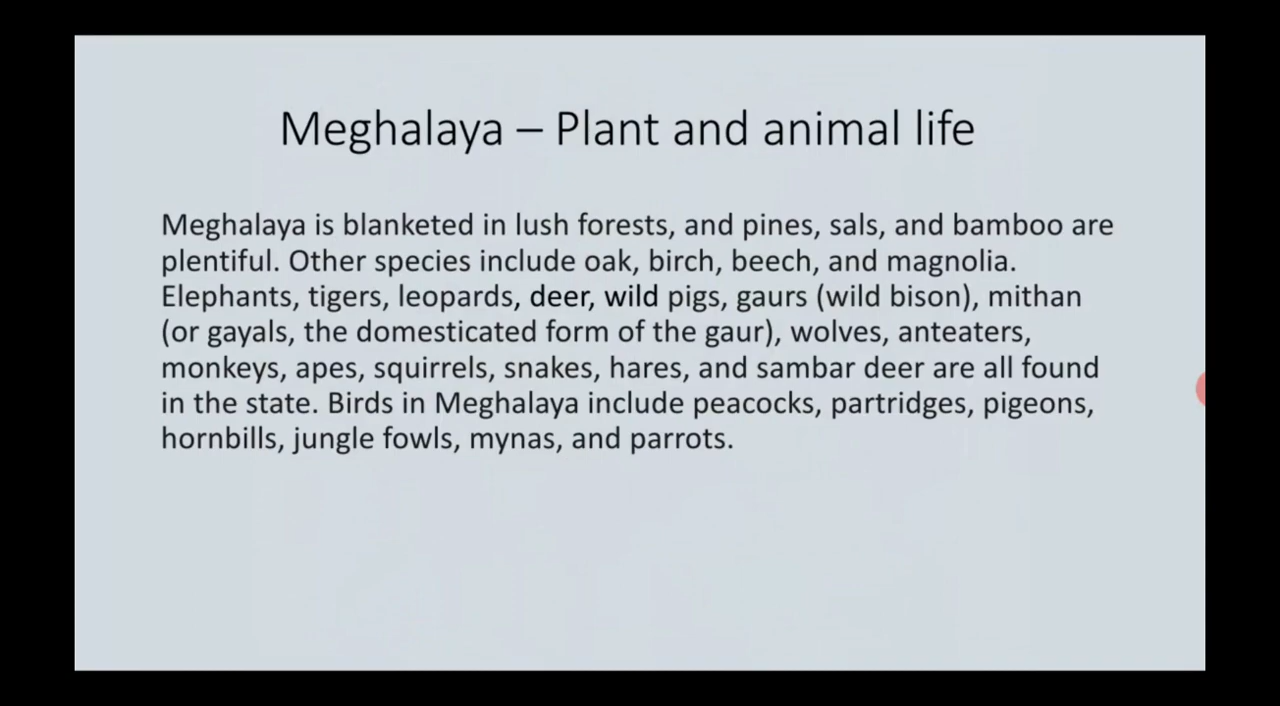 Meghalaya – Plant and animal life
Meghalaya is blanketed in lush forests, and pines, sals, and bamboo are
plentiful. Other species include oak, birch, beech, and magnolia.
Elephants, tigers, leopards, deer, wild pigs, gaurs (wild bison), mithan
(or gayals, the domesticated form of the gaur), wolves, anteaters,
monkeys, apes, squirrels, snakes, hares, and sambar deer are all found
in the state. Birds in Meghalaya include peacocks, partridges, pigeons,
hornbills, jungle fowls, mynas, and parrots.